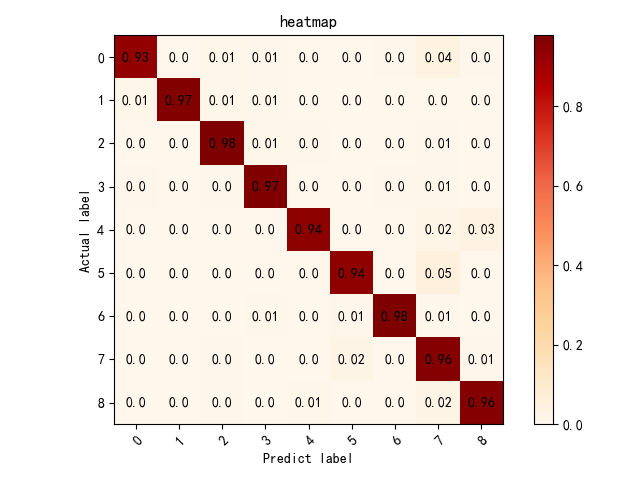 heatmap
0 0.93 0.0 0.01 0.01 0.0 0.0 0.0 0.04 0.0
1 0.01 0.97 0.01 0.01 0.0 0.0 0.0 0.0 0.0
2 0.0 0.0 0.98 0.01 0.0 0.0 0.0 0.01 0.0
3 0.0 0.0 0.0 0.97 0.0 0.0 0.0 0.01 0.0
4 0.0 0.0 0.0 0.0 0.94 0.0 0.0 0.02 0.03
5 0.0 0.0 0.0 0.0 0.0 0.94 0.0 0.05 0.0
6 0.0 0.0 0.0 0.01 0.0 0.01 0.98 0.01 0.0
7 0.0 0.0 0.0 0.0 0.0 0.02 0.0 0.96 0.01
8 0.0 0.0 0.0 0.0 0.01 0.0 0.0 0.02 0.96
0 1 2 3 4 5 6 7 8
Predict label
Actual label
0.8
0.6
0.4
0.2
0.0